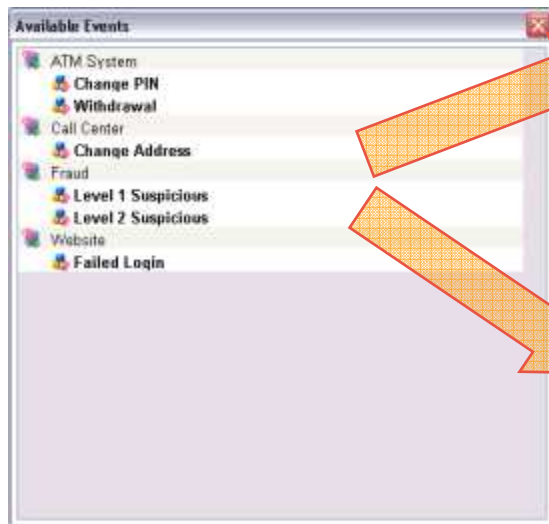 Available Events
ATM System
Change PIN
Withdrawal
Call Center
Change Address
Fraud
Level 1 Suspicious
Level 2 Suspicious
Website
Failed Login